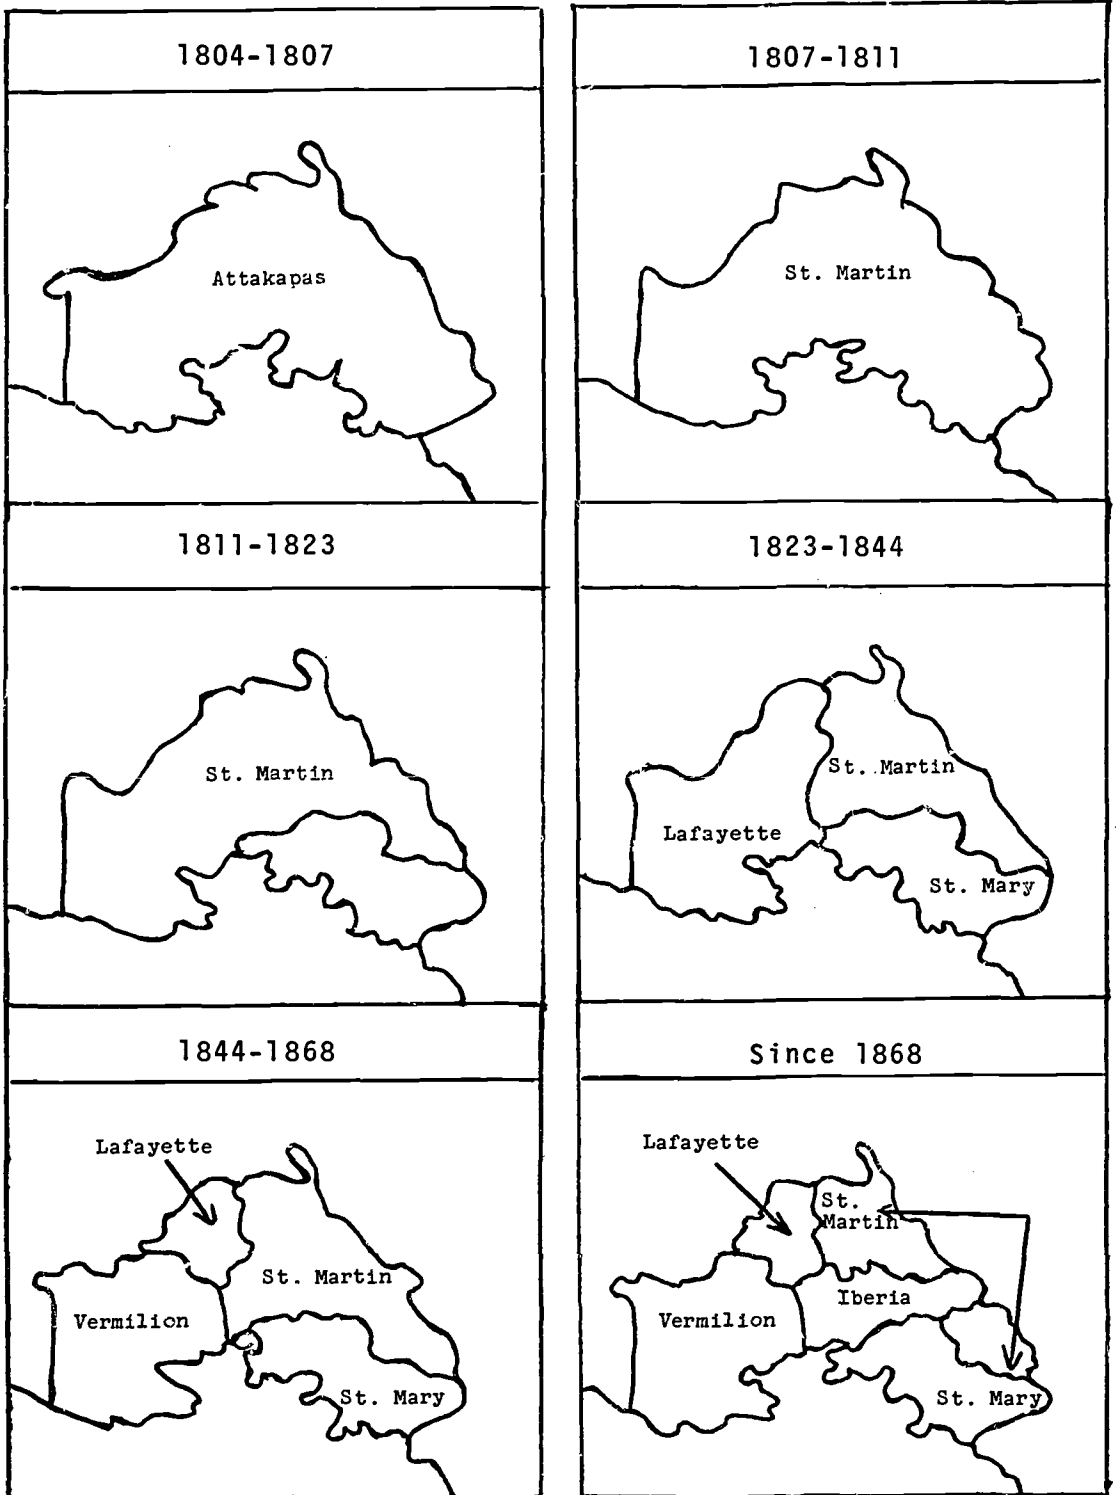 1804-1807
Attakapas
1807-1811
St. Martin
1811-1823
St. Martin
1823-1844
St. Martin
Lafayette
St. Mary
1844-1868
Lafayette
St. Martin
Vermilion
St. Mary
Since 1868
Lafayette
St.
Martin
Iberia
Vermilion
St. Mary